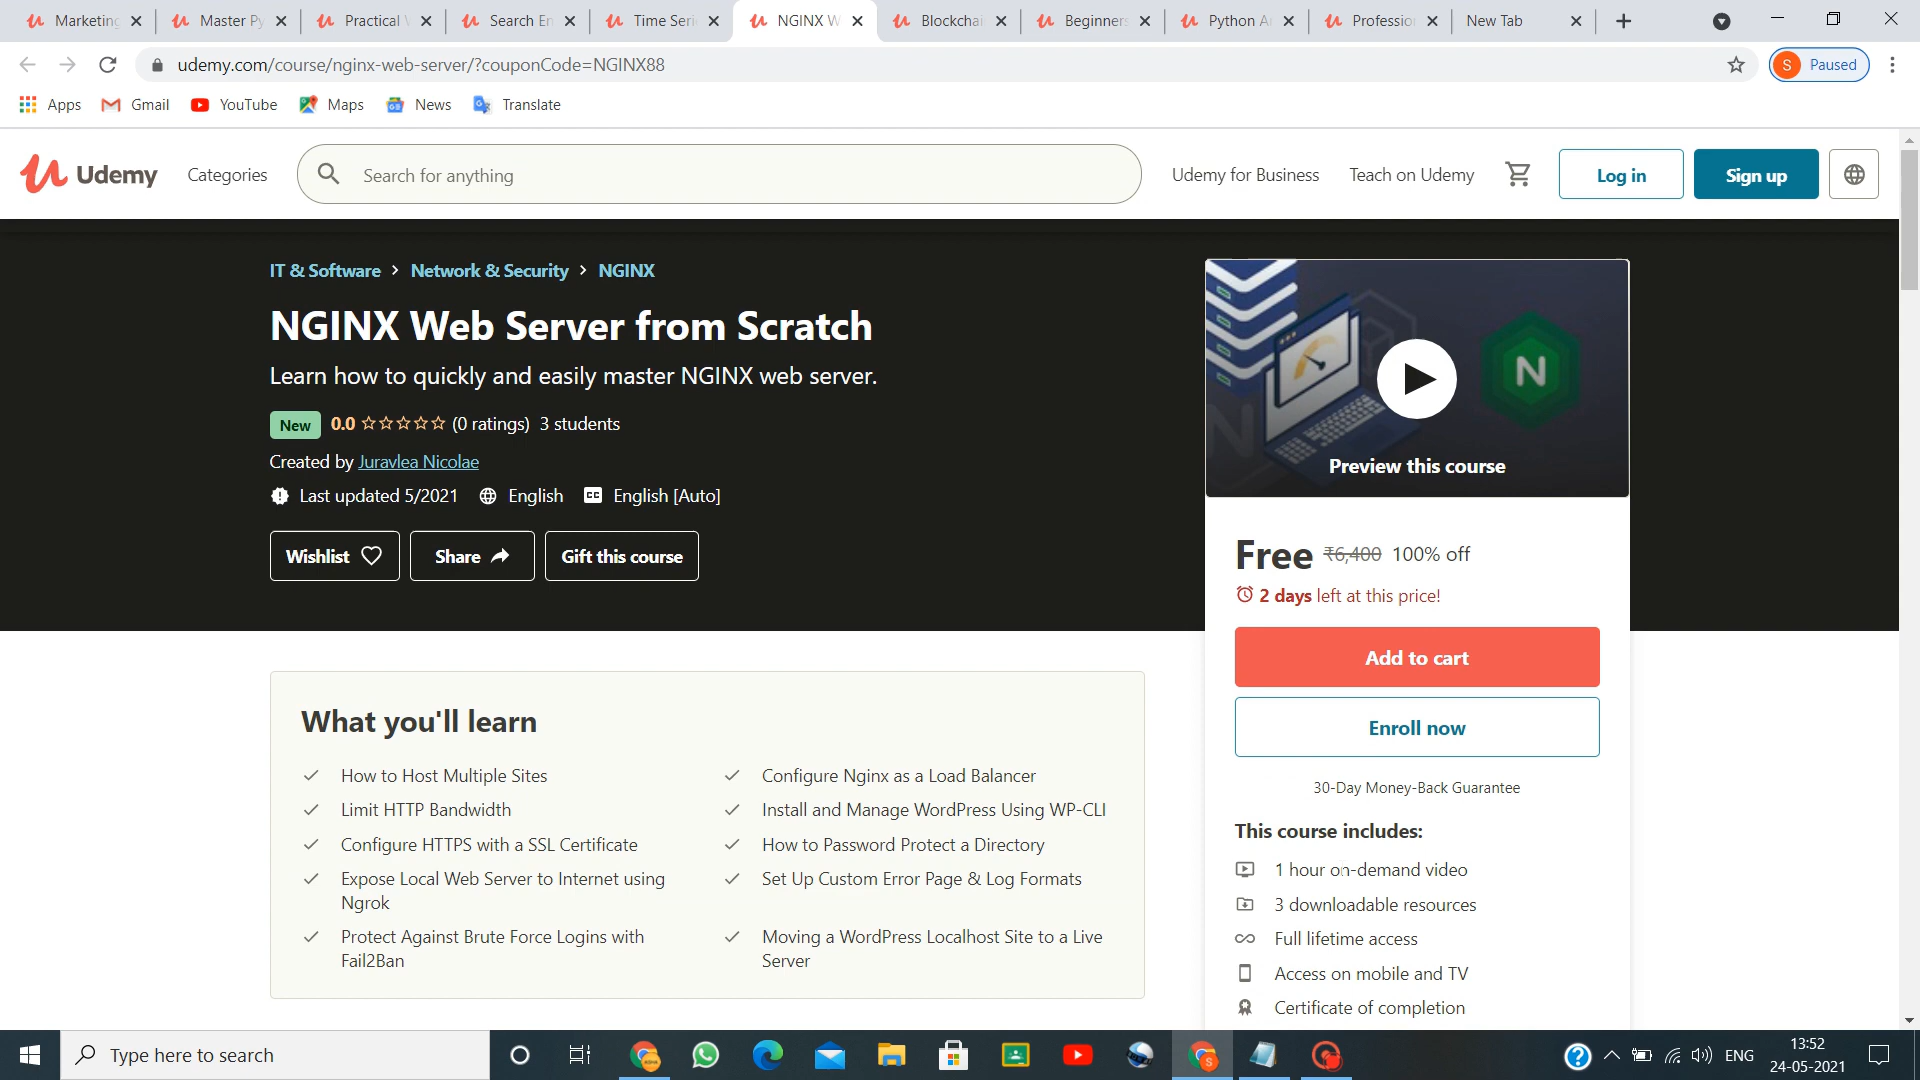 Marketing
Master Py
Practical
Search En
Time Seri
NGINX W
Blockchai
Beginners
Python A
Professio
New Tab
udemy.com/course/nginx-web-server/?couponCode=NGINX88
S Paused
Apps
Gmail
YouTube
Maps
News
Translate
Udemy
Categories
Search for anything
Udemy for Business
Teach on Udemy
Log in
Sign up
IT & Software > Network & Security > NGINX
NGINX Web Server from Scratch
Learn how to quickly and easily master NGINX web server.
New 0.0 (0 ratings) 3 students
Created by Juravlea Nicolae
Last updated 5/2021 English English [Auto]
Wishlist
Share
Gift this course
N
Preview this course
Free ₹6,400 100% off
2 days left at this price!
Add to cart
Enroll now
30-Day Money-Back Guarantee
This course includes:
1 hour on-demand video
3 downloadable resources
Full lifetime access
Access on mobile and TV
Certificate of completion
What you'll learn
How to Host Multiple Sites
Configure Nginx as a Load Balancer
Limit HTTP Bandwidth
Install and Manage WordPress Using WP-CLI
Configure HTTPS with a SSL Certificate
How to Password Protect a Directory
Expose Local Web Server to Internet using
Ngrok
Set Up Custom Error Page & Log Formats
Protect Against Brute Force Logins with
Fail2Ban
Moving a WordPress Localhost Site to a Live
Server
Type here to search
ENG
13:52
24-05-2021